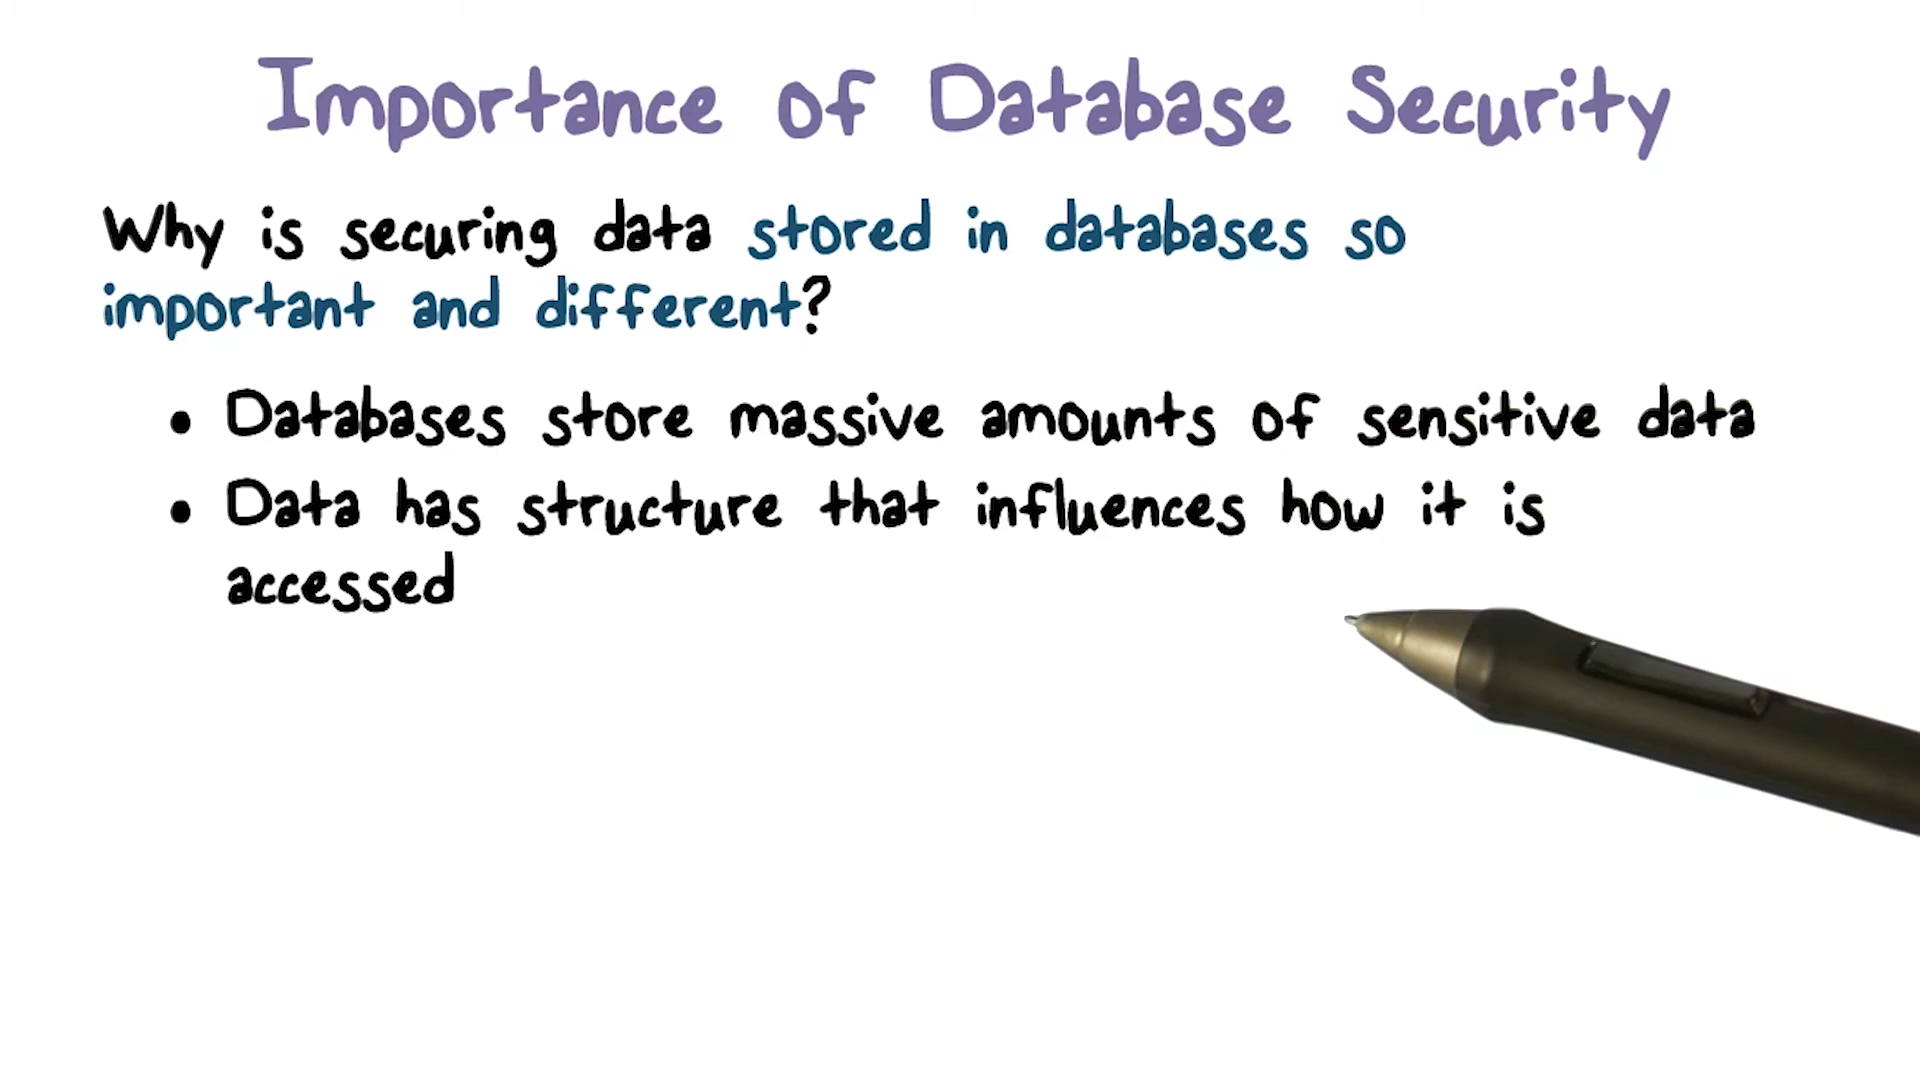 Importance of Database Security
Why is securing data stored in databases so
important and different?
• Databases store massive amounts of sensitive data
• Data has structure that influences how it is
accessed